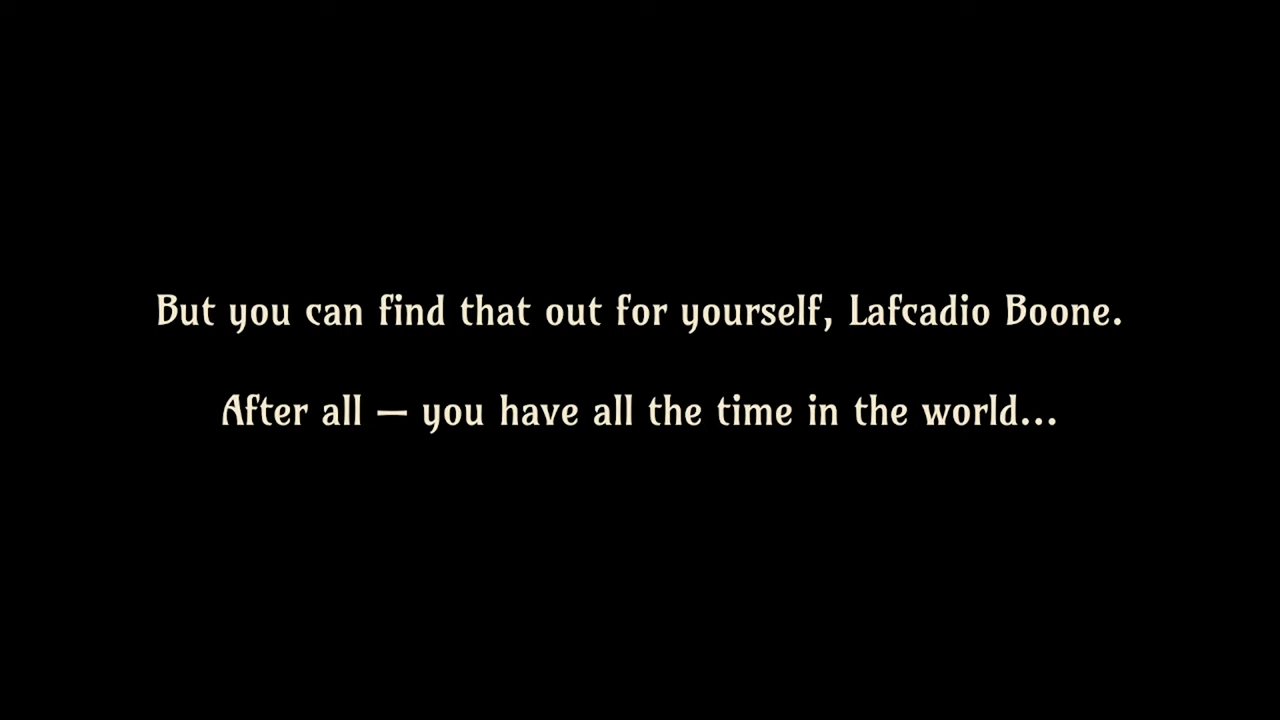 But you can find that out for yourself, Lafcadio Boone.
After all — you have all the time in the world...